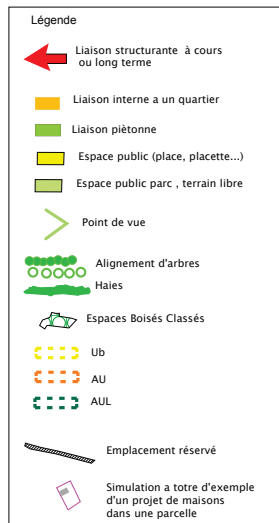 Légende
Liaison structurante à cours
ou long terme
Liaison interne a un quartier
Liaison piètonne
Espace public (place, placette...)
Espace public parc , terrain libre
Point de vue
Alignement d'arbres
Haies
Espaces Boisés Classés
Ub
AU
AUL
Emplacement réservé
Simulation a totre d'exemple
d'un projet de maisons
dans une parcelle